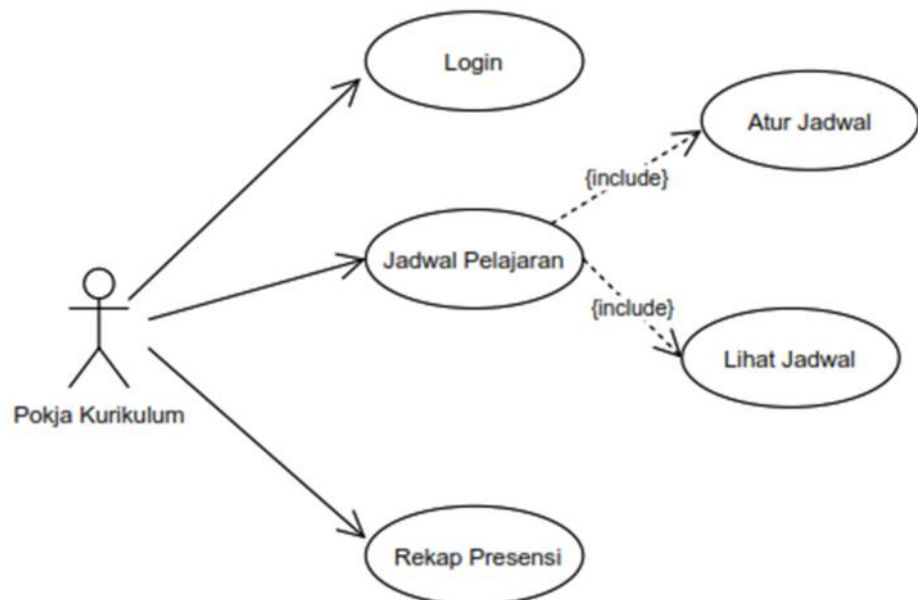 Login
Atur Jadwal
{include}
Jadwal Pelajaran
{include}
Lihat Jadwal
Pokja Kurikulum
Rekap Presensi